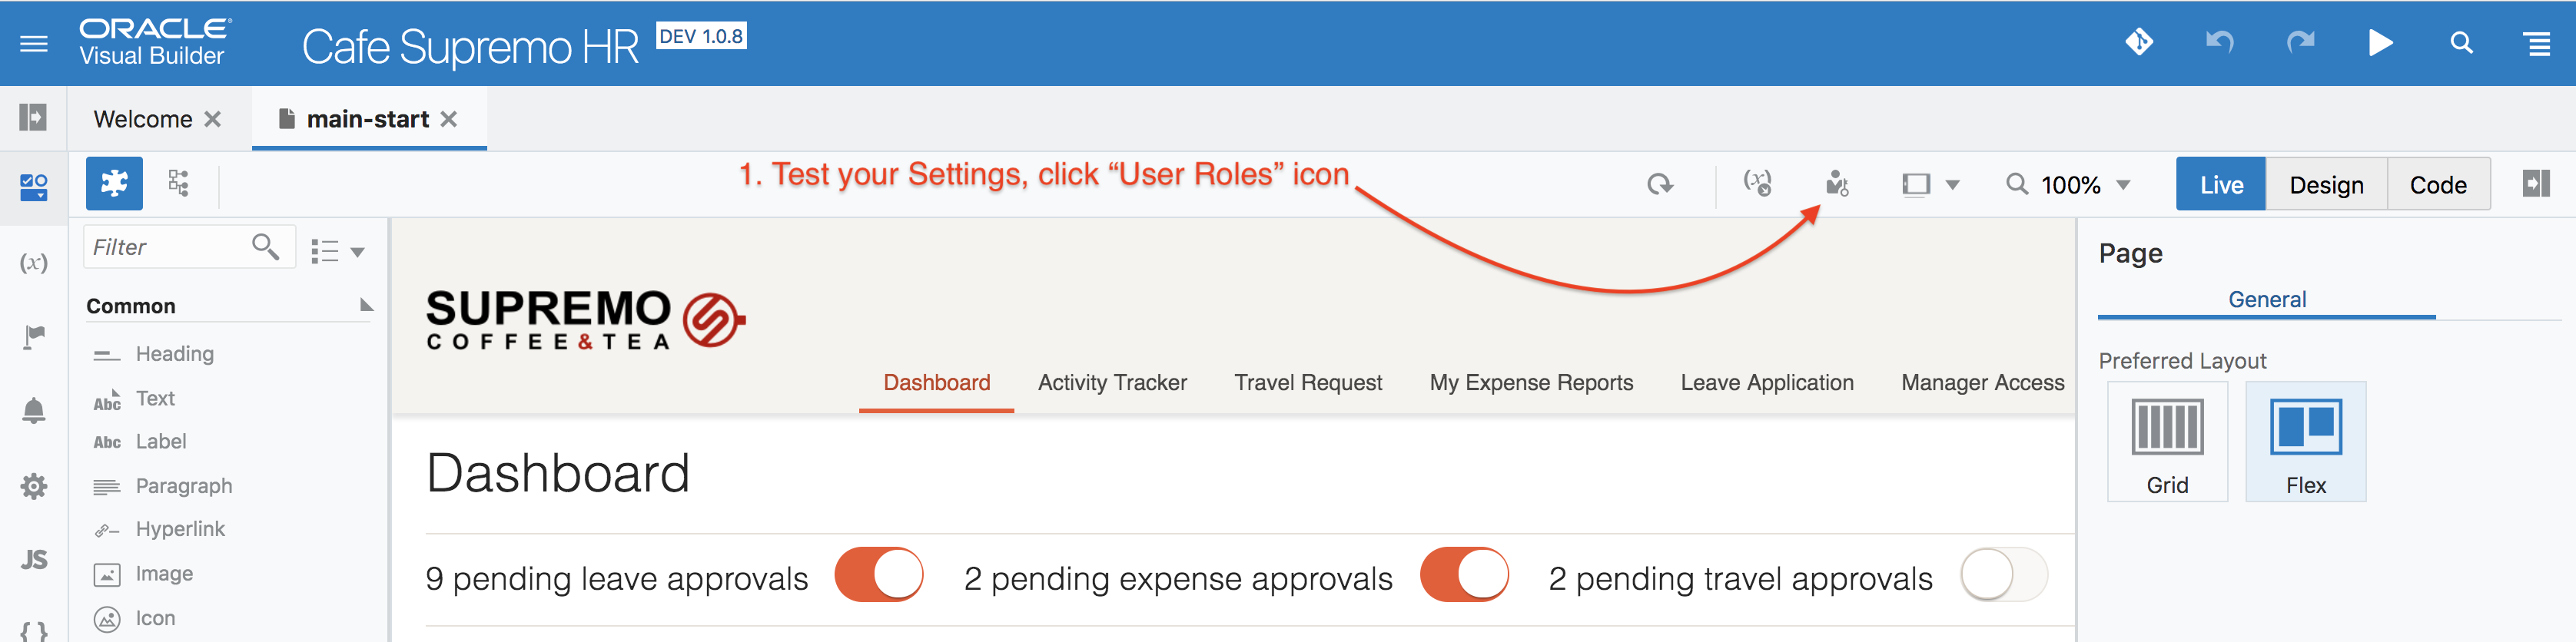 ORACLE
Visual Builder
Cafe Supremo HR DEV 1.0.8
Welcome
main-start
1. Test your Settings, click “User Roles” icon
(x)
100%
Live Design Code
Filter
Common
Heading
Abc Text
Abc Label
Paragraph
Hyperlink
Image
Icon
(x)
JS
{ }
SUPREMO
COFFEE&TEA
Dashboard Activity Tracker Travel Request My Expense Reports Leave Application Manager Access
Dashboard
9 pending leave approvals 2 pending expense approvals 2 pending travel approvals
Page
General
Preferred Layout
Grid Flex